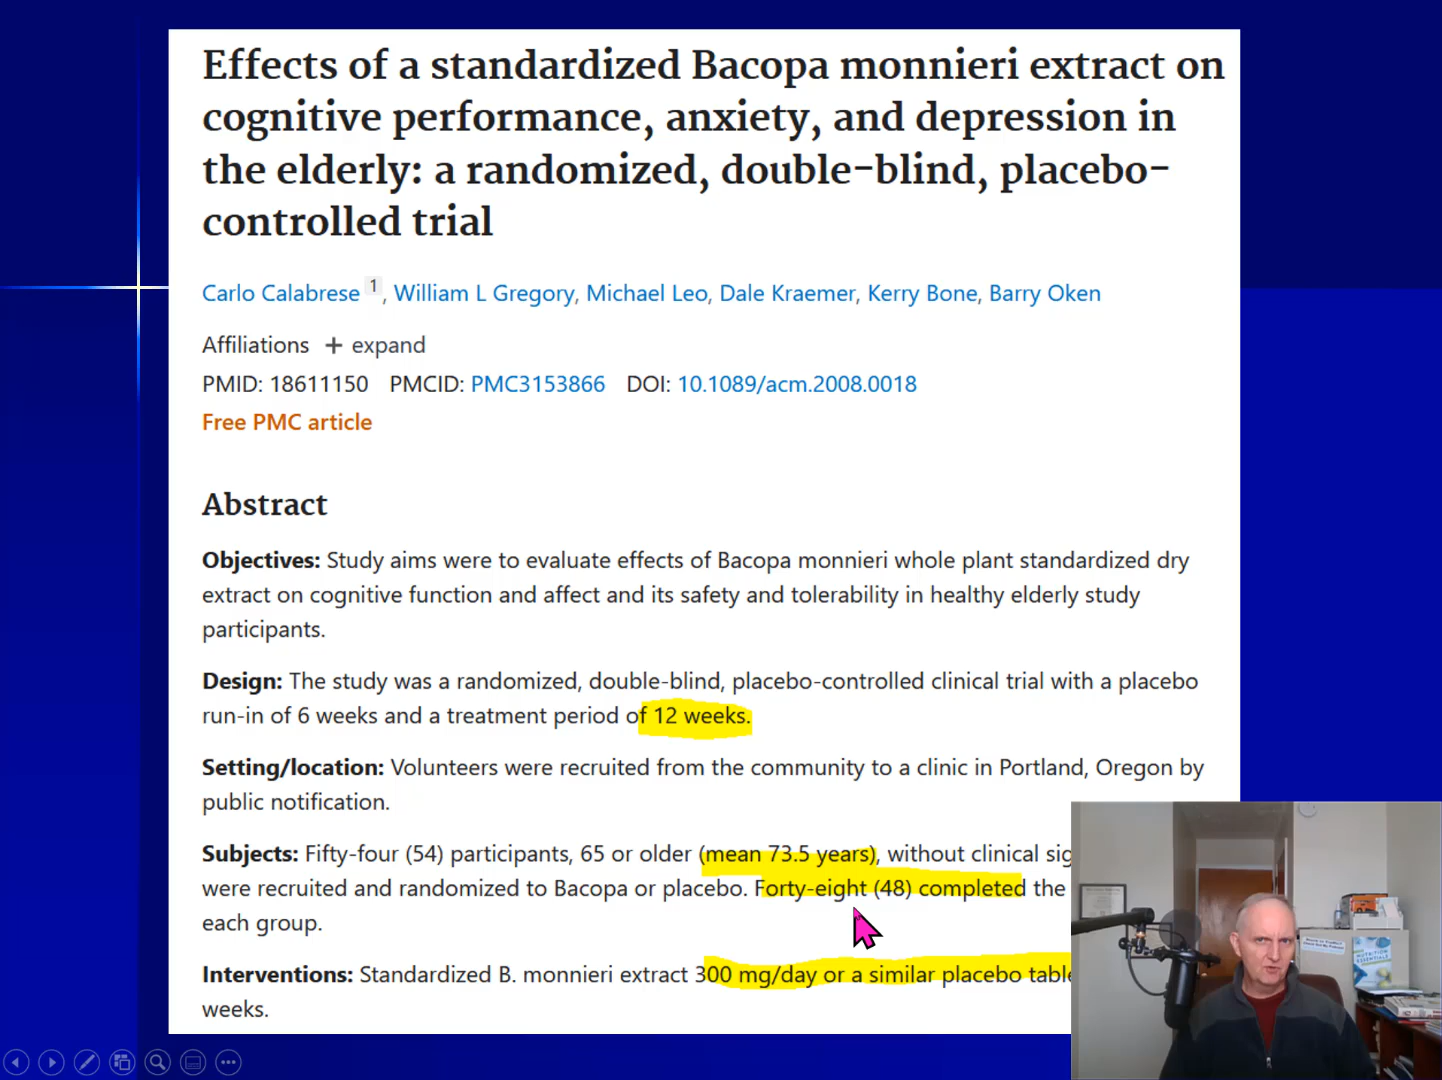 Effects of a standardized Bacopa monnieri extract on
cognitive performance, anxiety, and depression in
the elderly: a randomized, double-blind, placebo-
controlled trial
Carlo Calabrese 1, William L Gregory, Michael Leo, Dale Kraemer, Kerry Bone, Barry Oken
Affiliations + expand
PMID: 18611150 PMCID: PMC3153866 DOI: 10.1089/acm.2008.0018
Free PMC article
Abstract
Objectives: Study aims were to evaluate effects of Bacopa monnieri whole plant standardized dry
extract on cognitive function and affect and its safety and tolerability in healthy elderly study
participants.
Design: The study was a randomized, double-blind, placebo-controlled clinical trial with a placebo
run-in of 6 weeks and a treatment period of 12 weeks.
Setting/location: Volunteers were recruited from the community to a clinic in Portland, Oregon by
public notification.
Subjects: Fifty-four (54) participants, 65 or older (mean 73.5 years), without clinical sig
were recruited and randomized to Bacopa or placebo. Forty-eight (48) completed the
each group.
Interventions: Standardized B. monnieri extract 300 mg/day or a similar placebo table
weeks.
NUTRITION
ESSENTIALS